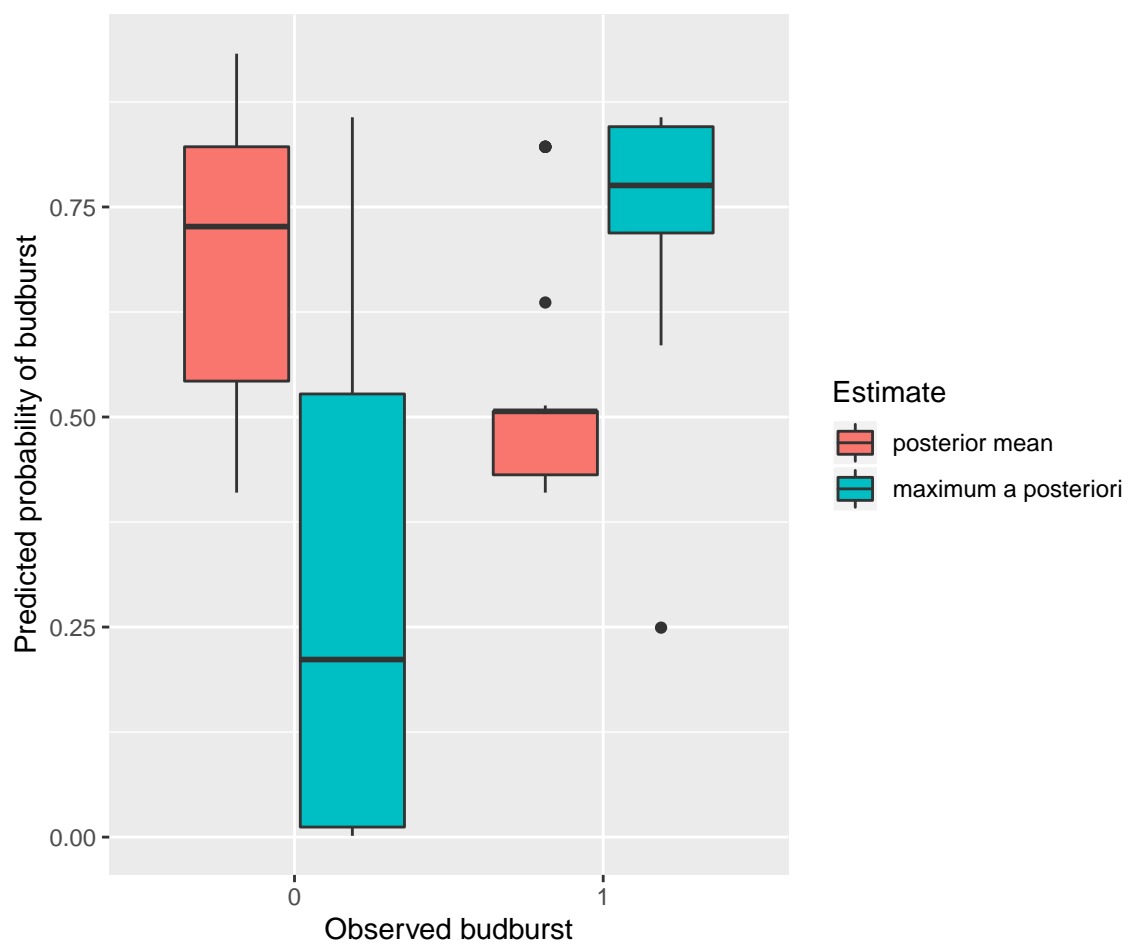 Predicted probability of budburst
0.75
0.50
0.25
0.00
0
1
Observed budburst
Estimate
posterior mean
maximum a posteriori